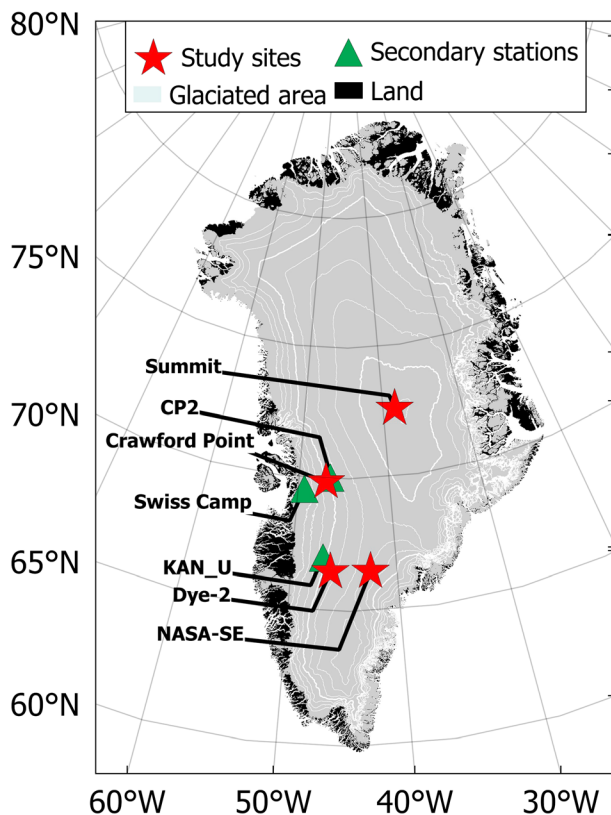 80°N
Study sites
Secondary stations
Glaciated area
Land
75°N
Summit
CP2
70°N
Crawford Point
Swiss Camp
65°N
KAN_U
Dye-2
NASA-SE
60°N
60°W
50°W
40°W
30°W